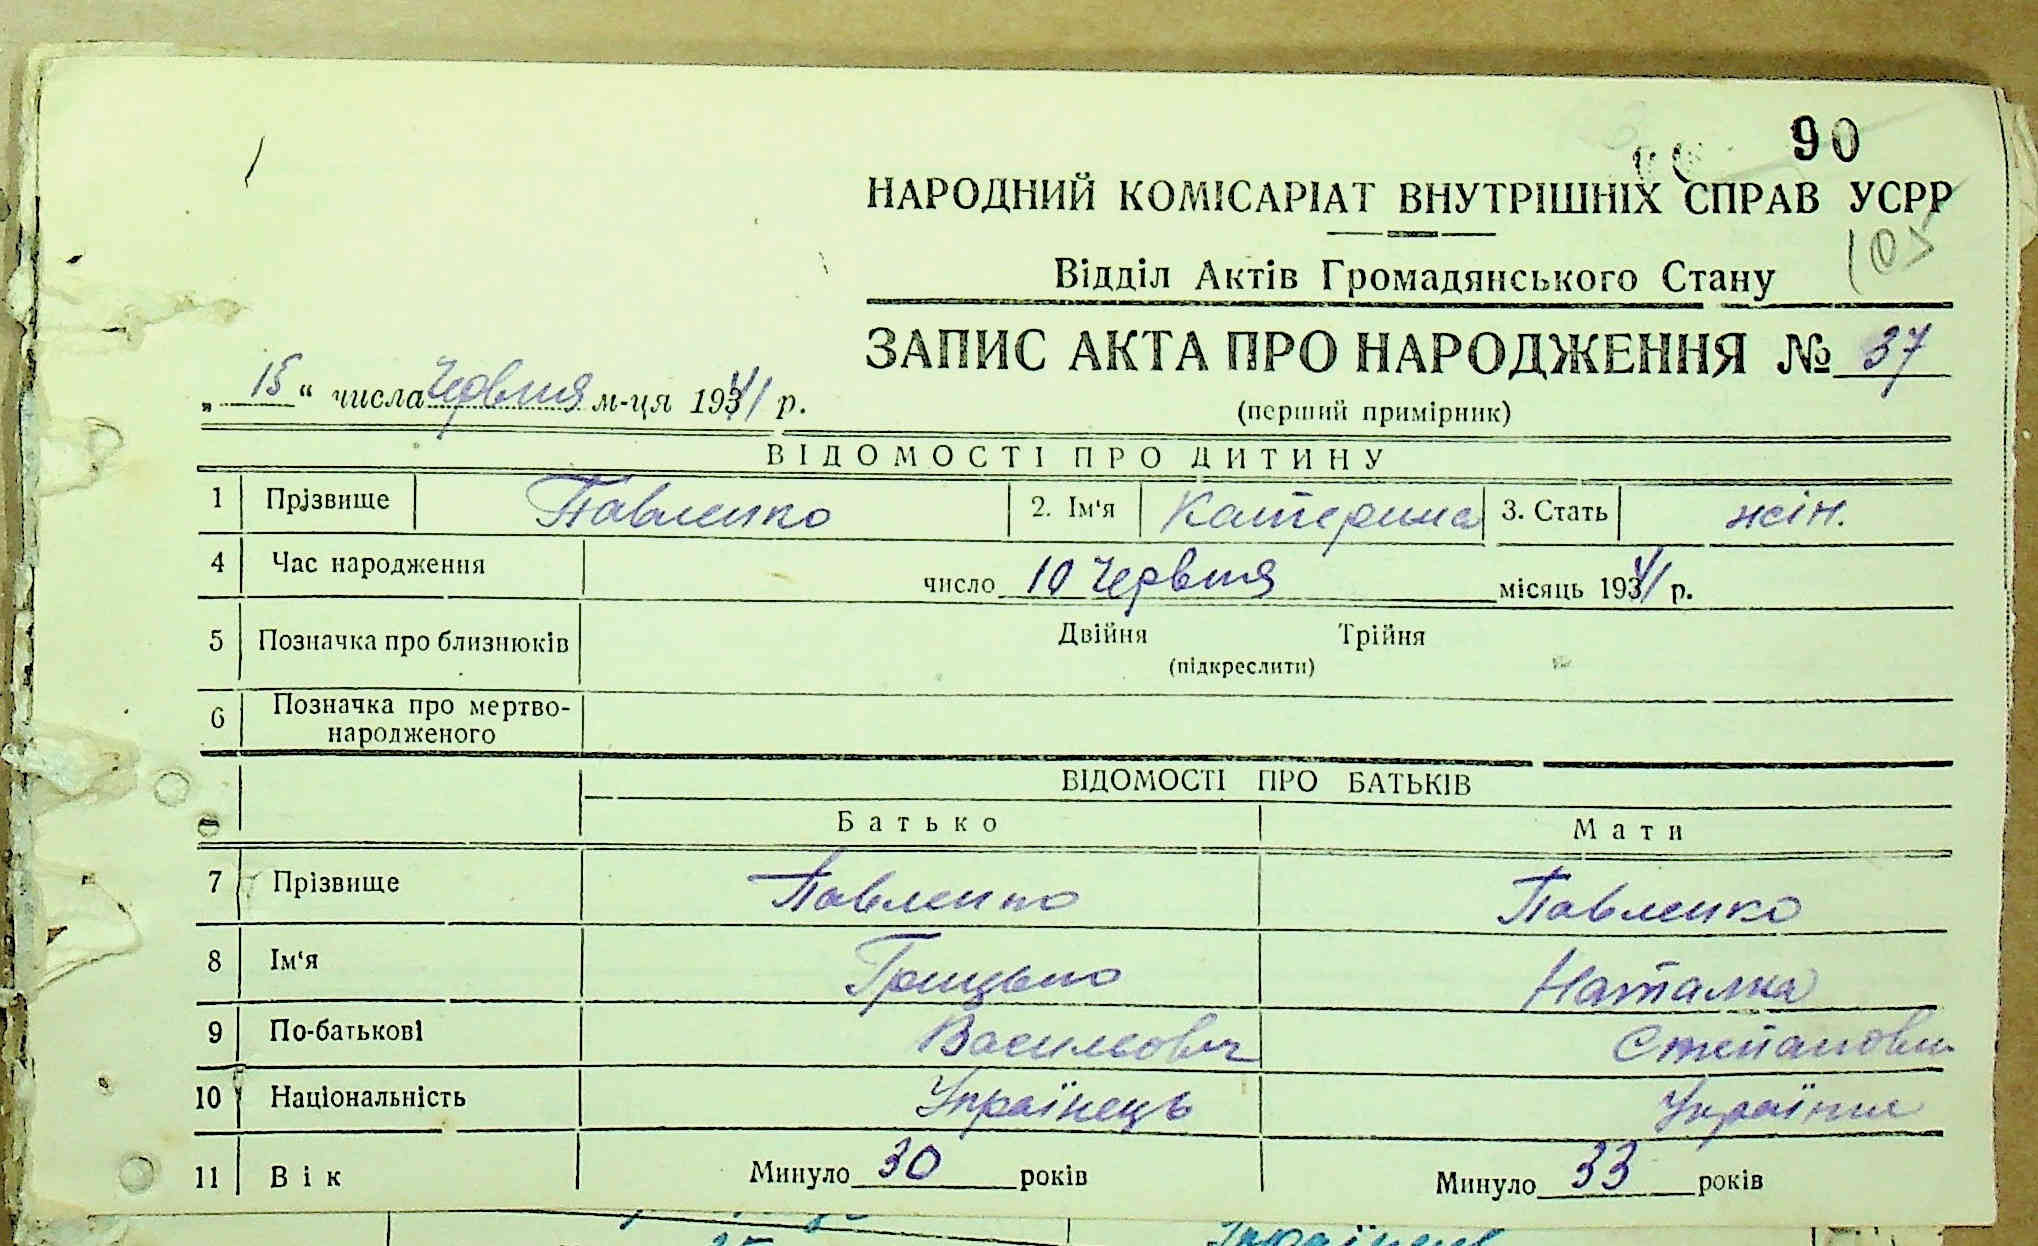 90
НАРОДНИЙ КОМІСАРІАТ ВНУТРІШНІХ СПРАВ УСРР
105
Відділ Актів Громадянського Стану
ЗАПИС АКТА ПРО НАРОДЖЕННЯ № 37
„ 15 “ числа Червня м-ця 1941 р.
(перший примірник)
ВІДОМОСТІ ПРО ДИТИНУ
1 Прізвище Павленко 2. Ім'я Катерина 3. Стать жін.
4 Час народження число 10 Червня місяць 1941 р.
5 Позначка про близнюків Двійня Трійня
(підкреслити)
6 Позначка про мертво-
народженого
ВІДОМОСТІ ПРО БАТЬКІВ
Батько Мати
7 Прізвище Павленко Павленко
8 Ім'я Грицько Наталка
9 По-батькові Васильович Степановн
10 Національність Українець Українка
11 Вік Минуло 30 років Минуло 33 років